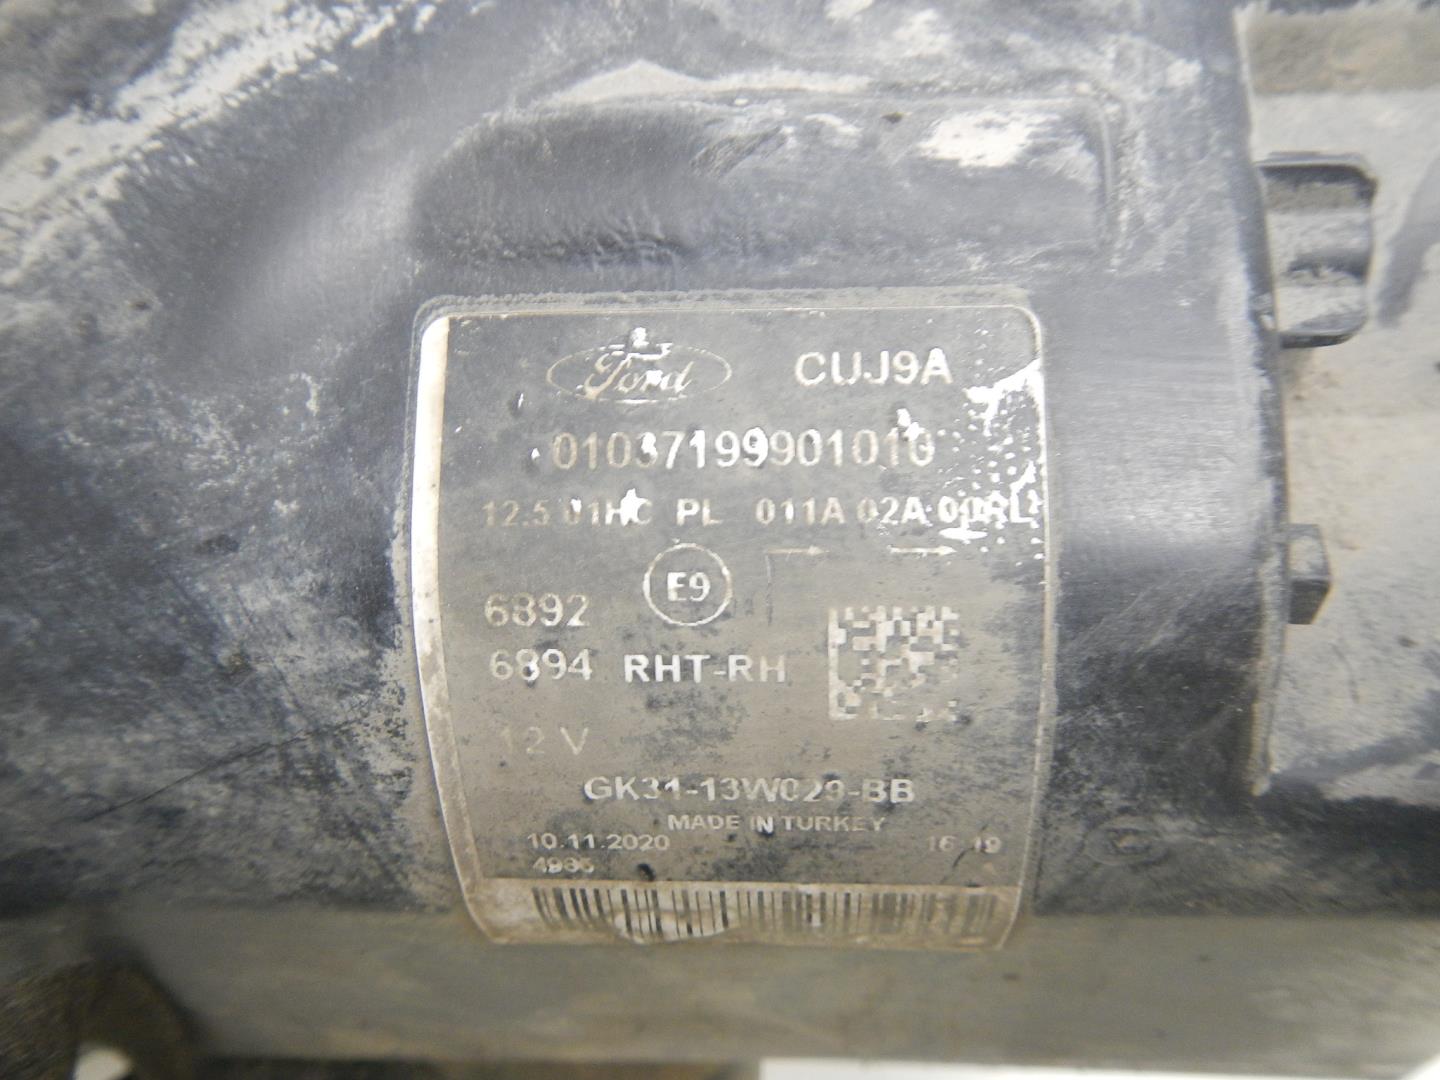 Ford CUJ9A
01037199901010
12.5 01HC PL 011A 02A 00RL
E9
6892
6894 RHT-RH
12 V
GK31-13W029-BB
MADE IN TURKEY
10.11.2020 16 19